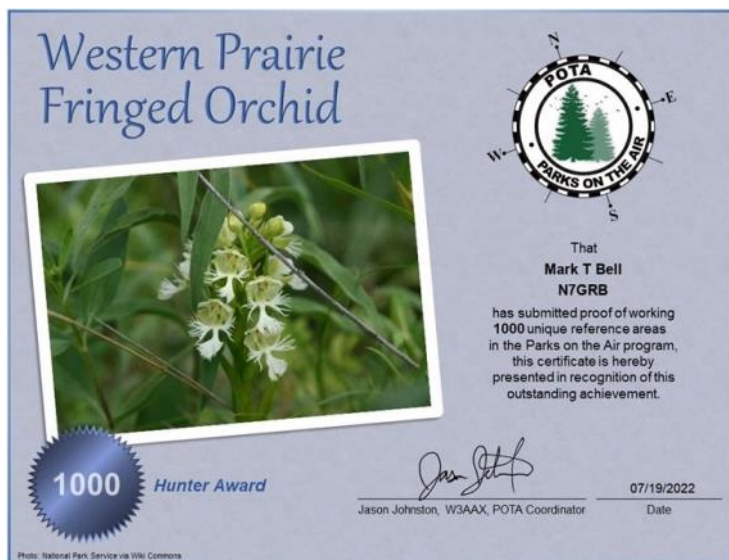 Western Prairie
Fringed Orchid
N
POTA
E
W
PARKS ON THE AIR
S
That
Mark T Bell
N7GRB
has submitted proof of working
1000 unique reference areas
in the Parks on the Air program,
this certificate is hereby
presented in recognition of this
outstanding achievement.
1000
Hunter Award
07/19/2022
Jason Johnston, W3AAX, POTA Coordinator
Date
Photo: National Park Service via Wiki Commons